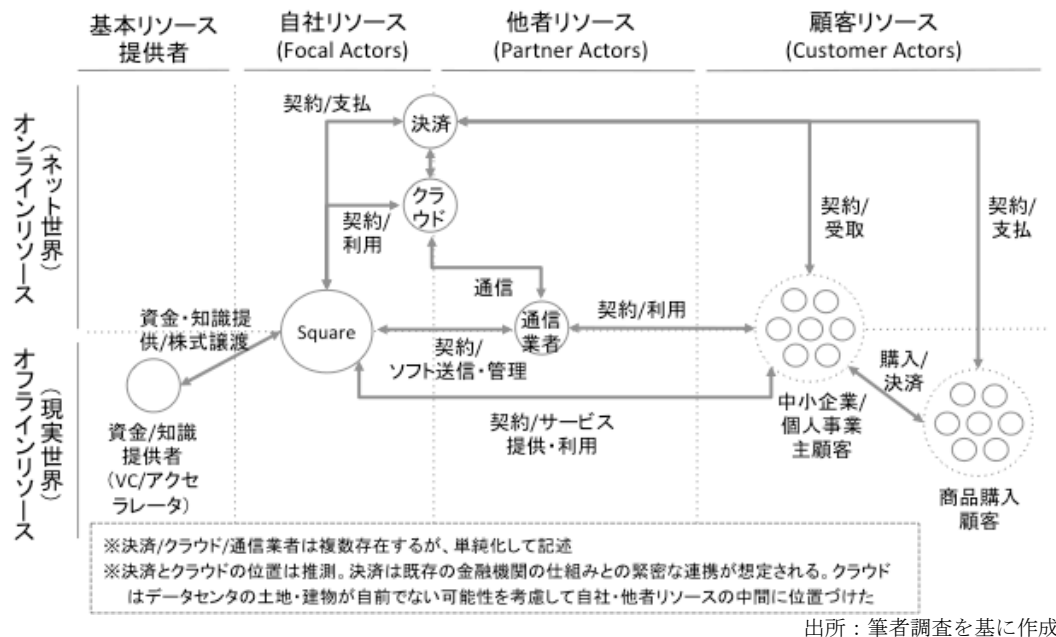 基本リソース
提供者
自社リソース
(Focal Actors)
他者リソース
(Partner Actors)
顧客リソース
(Customer Actors)
オンラインリソース
（ネット世界）
オフラインリソース
（現実世界）
契約/支払
決済
クラ
ウド
契約/
利用
通信
契約/
受取
契約/
支払
資金・知識提
供/株式譲渡
Square
通信
業者
契約/利用
契約/
ソフト送信・管理
購入/
決済
契約/サービス
提供・利用
中小企業/
個人事業
主顧客
資金/知識
提供者
（VC/アクセ
ラレータ）
商品購入
顧客
※決済/クラウド/通信業者は複数存在するが、単純化して記述
※決済とクラウドの位置は推測。決済は既存の金融機関の仕組みとの緊密な連携が想定される。クラウド
はデータセンタの土地・建物が自前でない可能性を考慮して自社・他者リソースの中間に位置づけた
出所：筆者調査を基に作成